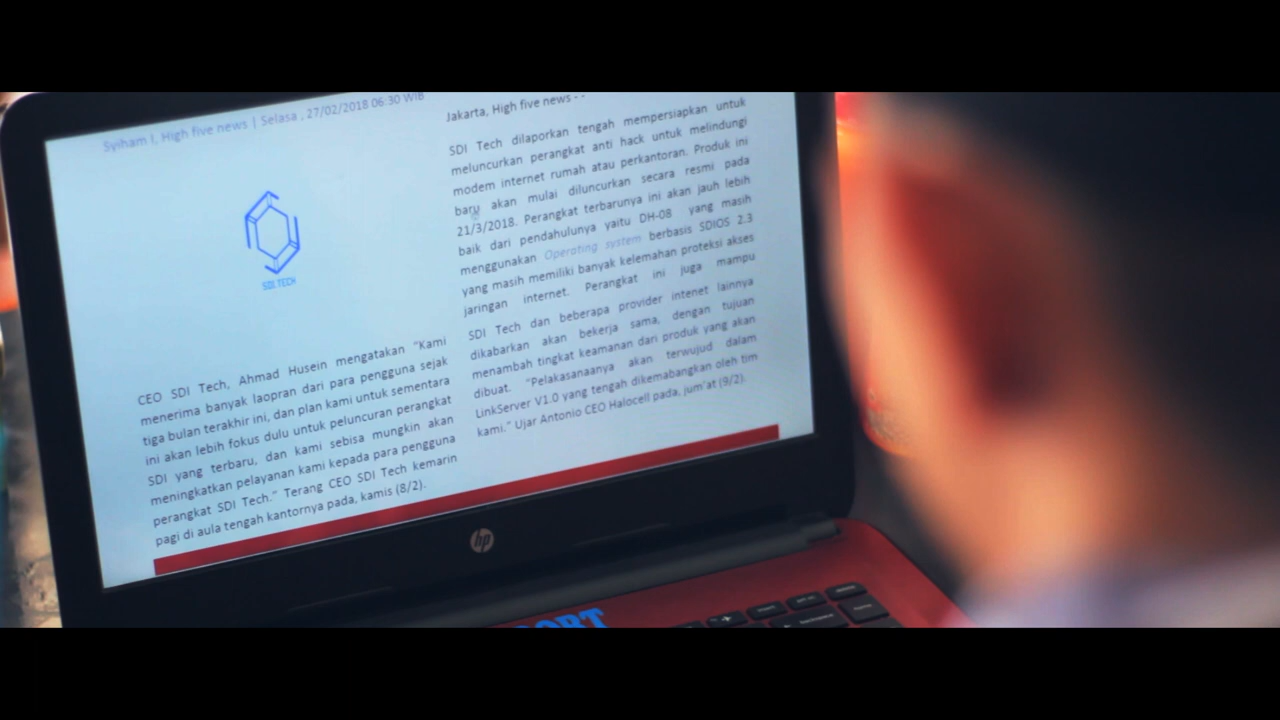 Syiham I, High five news | Selasa , 27/02/2018 06:30 WIB
SDI TECH
CEO SDI Tech, Ahmad Husein mengatakan “Kami
menerima banyak laopran dari para pengguna sejak
tiga bulan terakhir ini, dan plan kami untuk sementara
ini akan lebih fokus dulu untuk peluncuran perangkat
SDI yang terbaru, dan kami sebisa mungkin akan
meningkatkan pelayanan kami kepada para pengguna
perangkat SDI Tech.” Terang CEO SDI Tech kemarin
pagi di aula tengah kantornya pada, kamis (8/2).
Jakarta, High five news - -
SDI Tech dilaporkan tengah mempersiapkan untuk
meluncurkan perangkat anti hack untuk melindungi
modem internet rumah atau perkantoran. Produk ini
baru akan mulai diluncurkan secara resmi pada
21/3/2018. Perangkat terbarunya ini akan jauh lebih
baik dari pendahulunya yaitu DH-08 yang masih
menggunakan Operating system berbasis SDIOS 2.3
yang masih memiliki banyak kelemahan proteksi akses
jaringan internet. Perangkat ini juga mampu
SDI Tech dan beberapa provider intenet lainnya
dikabarkan akan bekerja sama, dengan tujuan
menambah tingkat keamanan dari produk yang akan
dibuat. “Pelakasanaanya akan terwujud dalam
LinkServer V1.0 yang tengah dikemabangkan oleh tim
kami.” Ujar Antonio CEO Halocell pada, jum’at (9/2).
hp